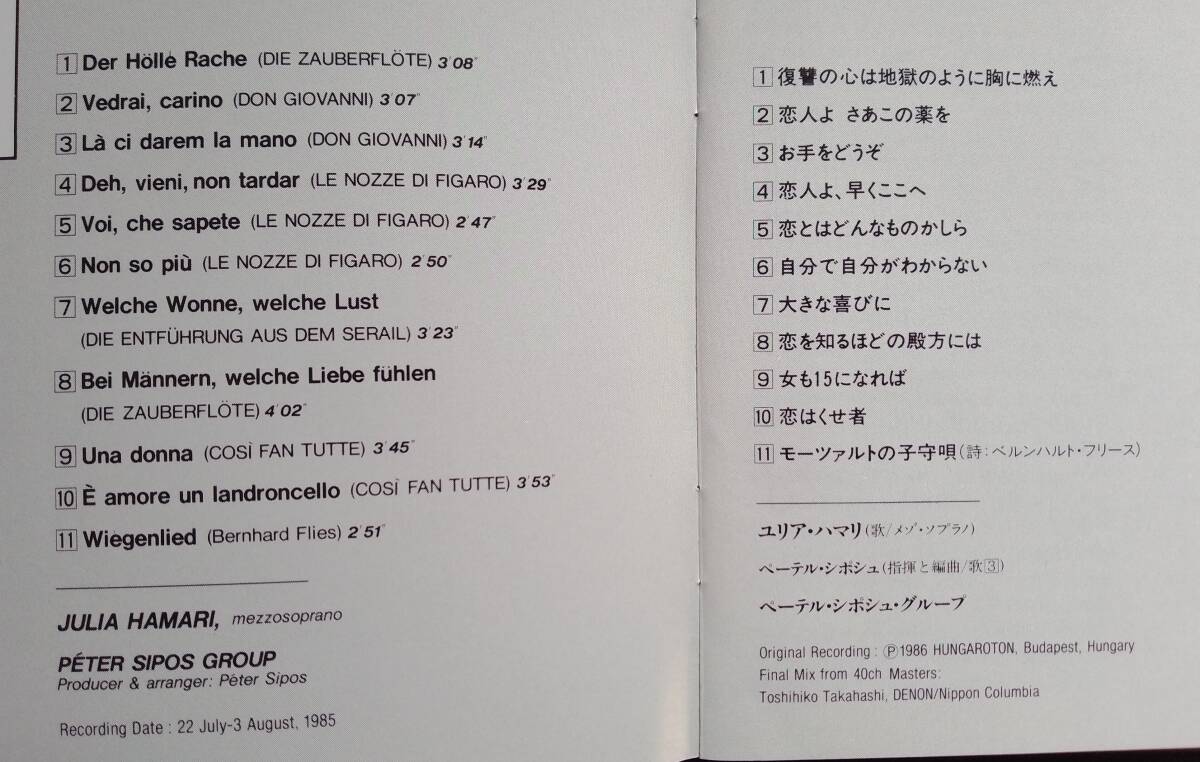 1 Der Hölle Rache (DIE ZAUBERFLÖTE) 3′08″
2 Vedrai, carino (DON GIOVANNI) 3′07″
3 Là ci darem la mano (DON GIOVANNI) 3′14″
4 Deh, vieni, non tardar (LE NOZZE DI FIGARO) 3′29″
5 Voi, che sapete (LE NOZZE DI FIGARO) 2′47″
6 Non so più (LE NOZZE DI FIGARO) 2′50″
7 Welche Wonne, welche Lust
(DIE ENTFÜHRUNG AUS DEM SERAIL) 3′23″
8 Bei Männern, welche Liebe fühlen
(DIE ZAUBERFLÖTE) 4′02″
9 Una donna (COSÌ FAN TUTTE) 3′45″
10 È amore un landroncello (COSÌ FAN TUTTE) 3′53″
11 Wiegenlied (Bernhard Flies) 2′51″
JULIA HAMARI, mezzosoprano
PÉTER SIPOS GROUP
Producer & arranger: Péter Sipos
Recording Date : 22 July-3 August, 1985
1 復讐の心は地獄のように胸に燃え
2 恋人よ さあこの薬を
3 お手をどうぞ
4 恋人よ、早くここへ
5 恋とはどんなものかしら
6 自分で自分がわからない
7 大きな喜びに
8 恋を知るほどの殿方には
9 女も15になれば
10 恋はくせ者
11 モーツァルトの子守唄(詩:ベルンハルト・フリース)
ユリア・ハマリ(歌/メゾ・ソプラノ)
ペーテル・シポシュ(指揮と編曲/歌3)
ペーテル・シポシュ・グループ
Original Recording : Ⓟ1986 HUNGAROTON, Budapest, Hungary
Final Mix from 40ch Masters:
Toshihiko Takahashi, DENON/Nippon Columbia